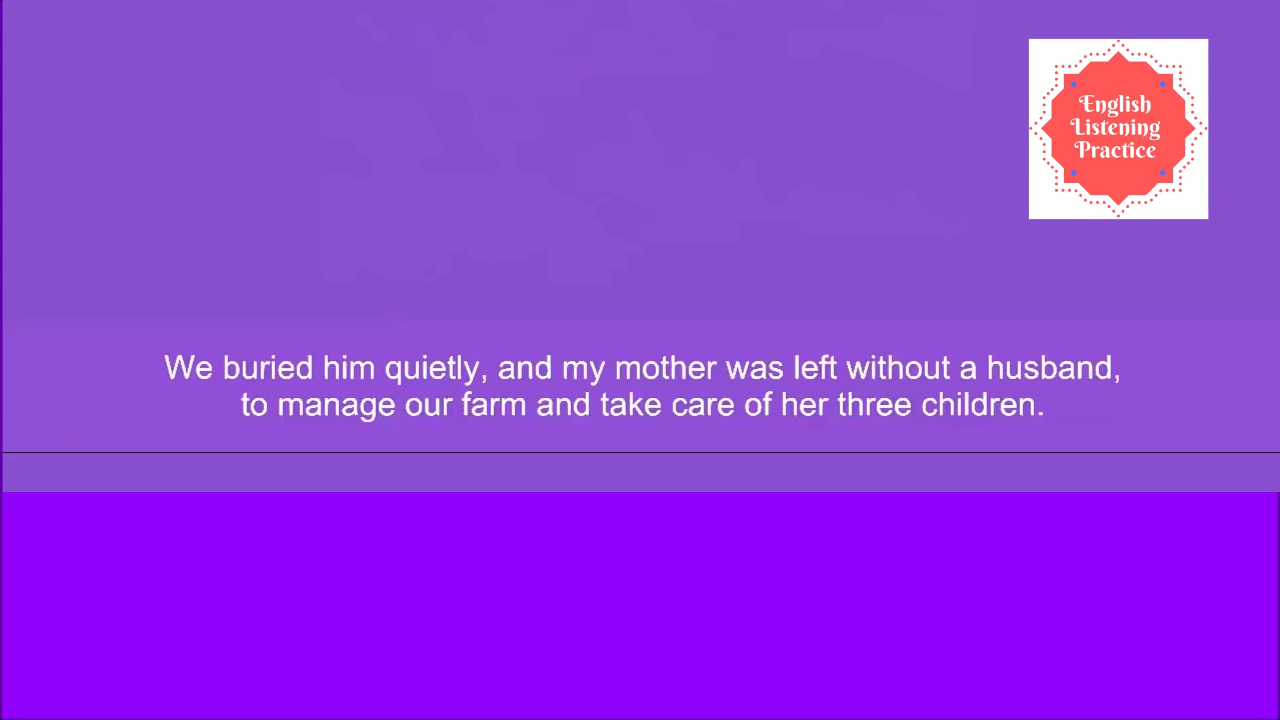 English
Listening
Practice
We buried him quietly, and my mother was left without a husband,
to manage our farm and take care of her three children.